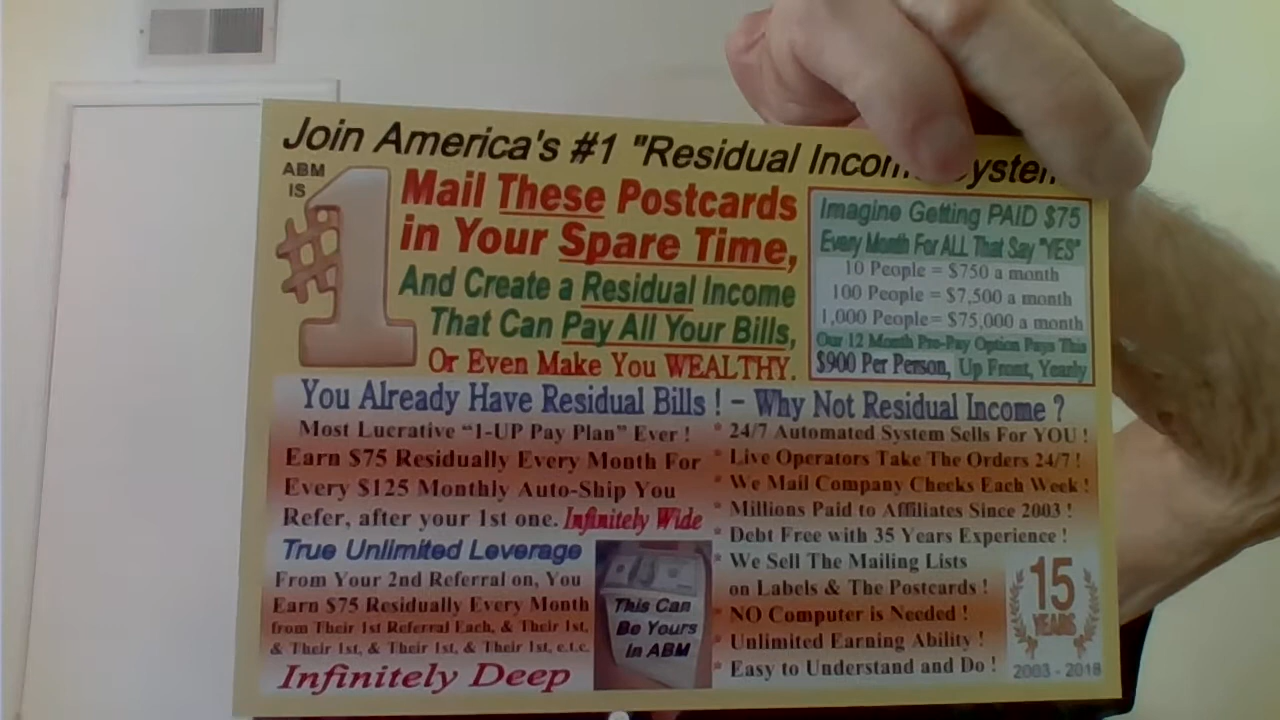 Join America's #1 "Residual Income System
ABM
IS
#1
Mail These Postcards
in Your Spare Time,
And Create a Residual Income
That Can Pay All Your Bills,
Or Even Make You WEALTHY.
Imagine Getting PAID $75
Every Month For ALL That Say "YES"
10 People = $750 a month
100 People = $7,500 a month
1,000 People= $75,000 a month
Our 12 Month Pre-Pay Option Pays This
$900 Per Person, Up Front, Yearly
You Already Have Residual Bills ! – Why Not Residual Income ?
Most Lucrative “1-UP Pay Plan” Ever !
Earn $75 Residually Every Month For
Every $125 Monthly Auto-Ship You
Refer, after your 1st one. Infinitely Wide
True Unlimited Leverage
From Your 2nd Referral on, You
Earn $75 Residually Every Month
from Their 1st Referral Each, & Their 1st,
& Their 1st, & Their 1st, & Their 1st, e.t.c.
Infinitely Deep
This Can
Be Yours
in ABM
* 24/7 Automated System Sells For YOU !
* Live Operators Take The Orders 24/7 !
* We Mail Company Checks Each Week !
* Millions Paid to Affiliates Since 2003 !
* Debt Free with 35 Years Experience !
* We Sell The Mailing Lists
on Labels & The Postcards !
* NO Computer is Needed !
* Unlimited Earning Ability !
* Easy to Understand and Do !
15
YEARS
2003 - 2018